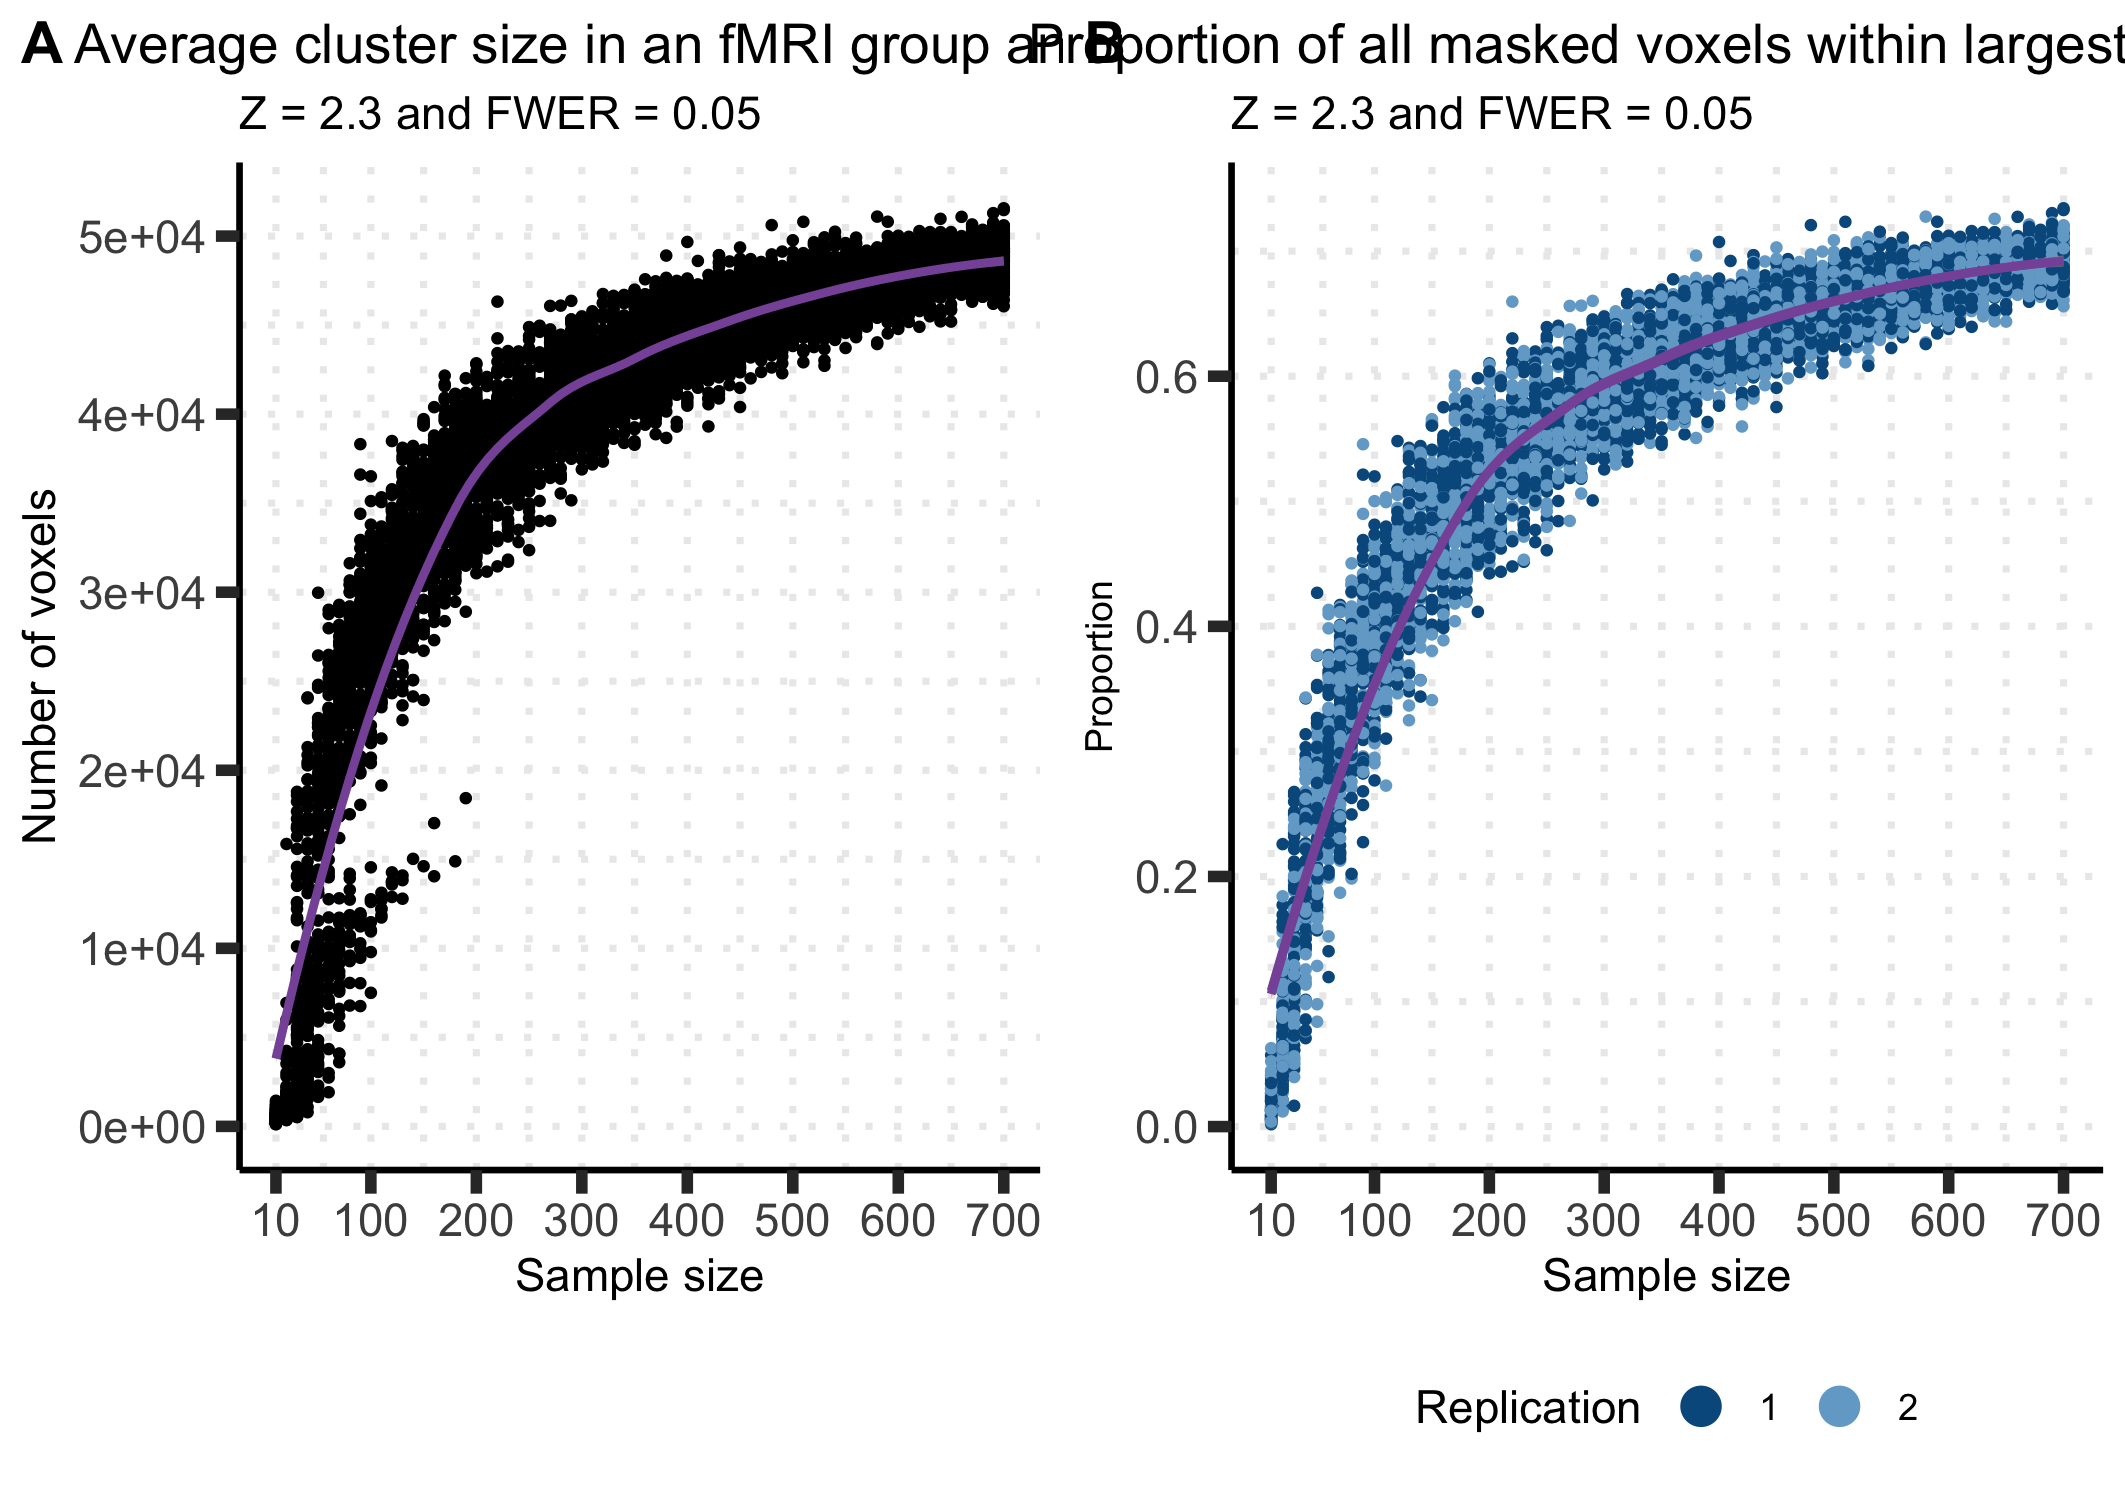 A Average cluster size in an fMRI group
Z = 2.3 and FWER = 0.05
Number of voxels
5e+04
4e+04
3e+04
2e+04
1e+04
0e+00
10 100 200 300 400 500 600 700
Sample size
B Proportion of all masked voxels within largest
Z = 2.3 and FWER = 0.05
Proportion
0.6
0.4
0.2
0.0
10 100 200 300 400 500 600 700
Sample size
Replication 1 2